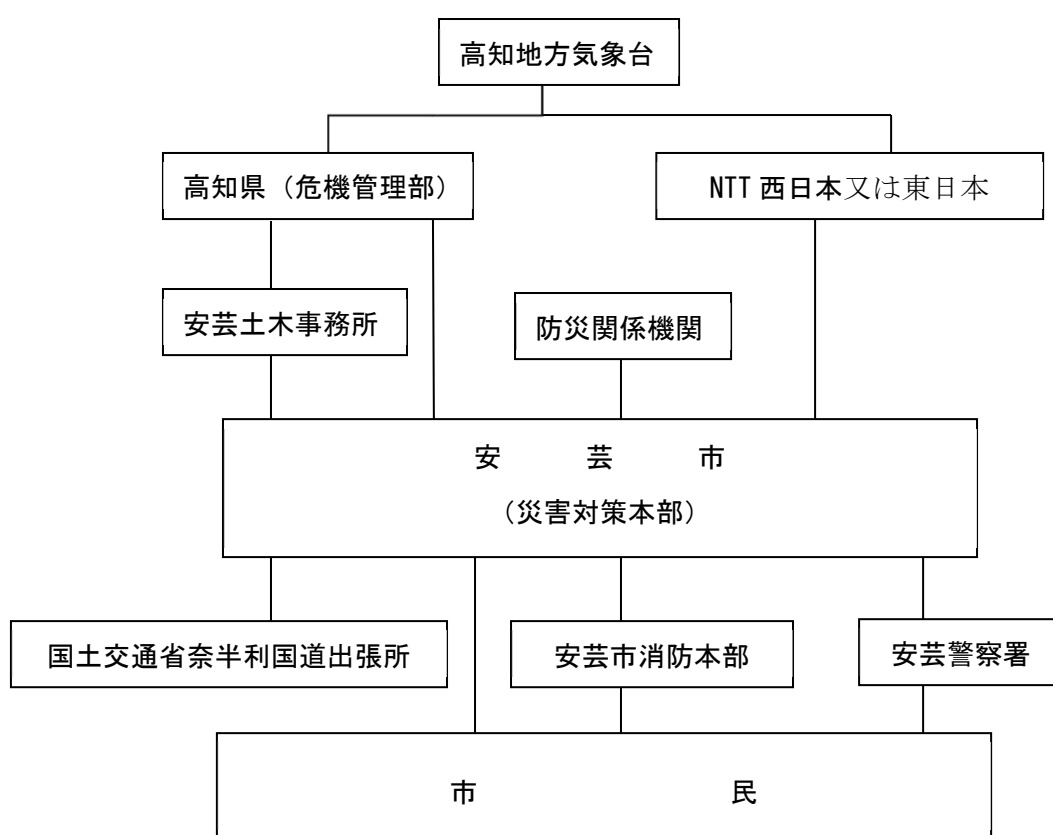 高知地方気象台
高知県（危機管理部）
NTT 西日本又は東日本
安芸土木事務所
防災関係機関
安　芸　市
（災害対策本部）
国土交通省奈半利国道出張所
安芸市消防本部
安芸警察署
市　民